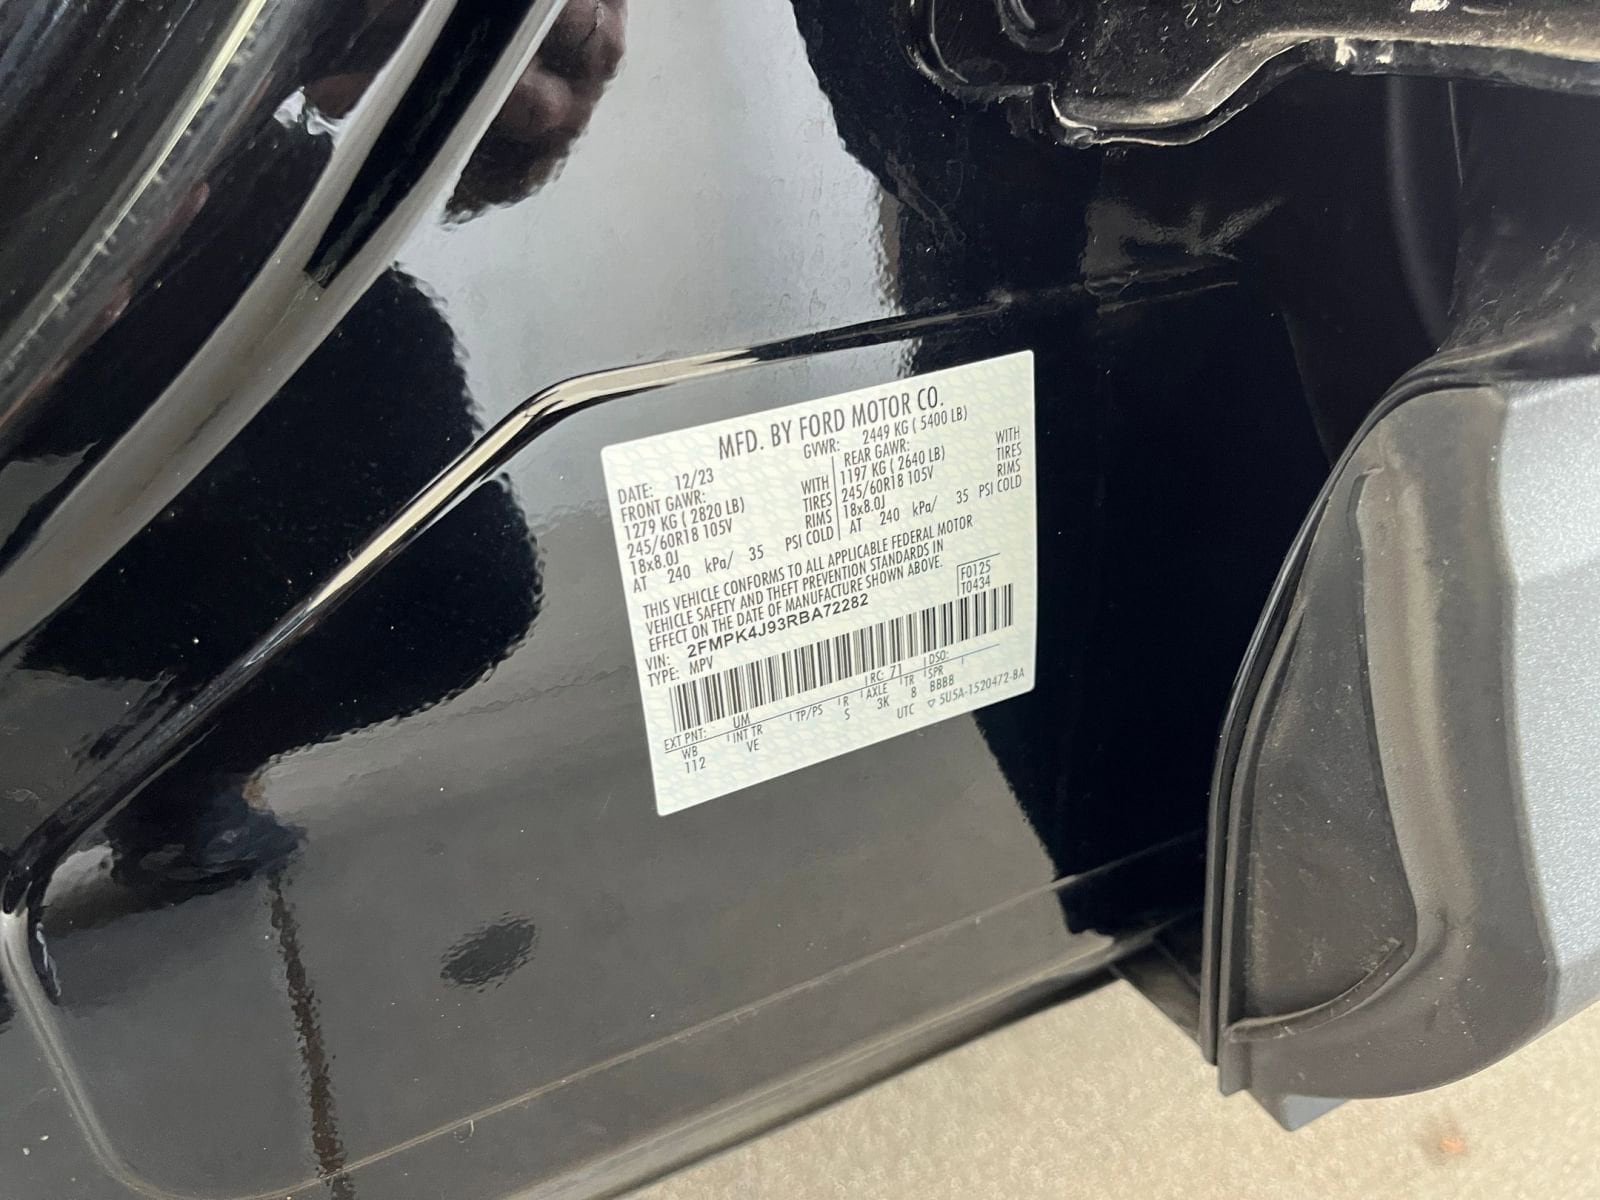 MFD. BY FORD MOTOR CO.
DATE: 12/23 GVWR: 2449 KG ( 5400 LB)
FRONT GAWR: REAR GAWR:
1279 KG ( 2820 LB) WITH 1197 KG ( 2640 LB) WITH
245/60R18 105V TIRES 245/60R18 105V TIRES
18x8.0J RIMS 18x8.0J RIMS
AT 240 kPa/ 35 PSI COLD AT 240 kPa/ 35 PSI COLD
THIS VEHICLE CONFORMS TO ALL APPLICABLE FEDERAL MOTOR
VEHICLE SAFETY AND THEFT PREVENTION STANDARDS IN
EFFECT ON THE DATE OF MANUFACTURE SHOWN ABOVE.
F0125
VIN: 2FMPK4J93RBA72282 T0434
TYPE: MPV
EXT PNT: UM RC: 71 DSO:
WB INT TR TP/PS R AXLE TR SPR
112 VE S 3K 8 BBBB
UTC ▽ 5U5A-1520472-BA